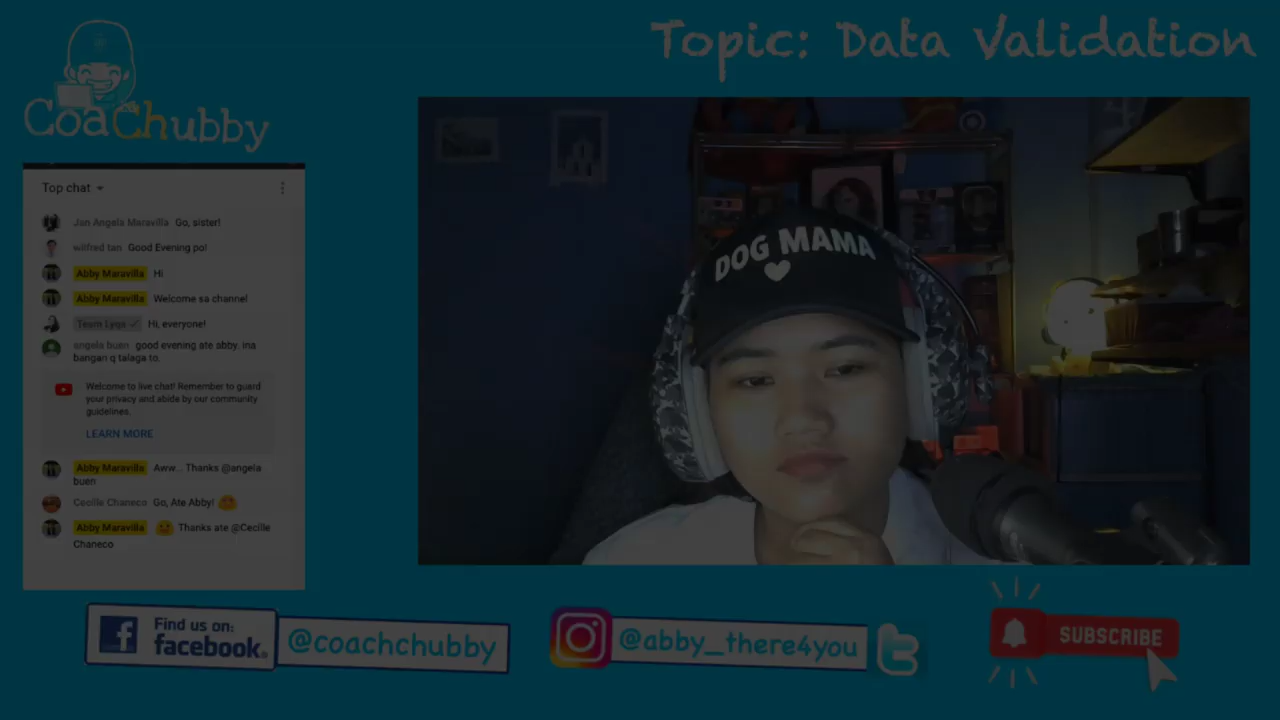 Topic: Data Validation
CoaChubby
Top chat
Jan Angela Maravilla Go, sister!
wilfred tan Good Evening po!
Abby Maravilla Hi
Abby Maravilla Welcome sa channel
Team Lyqa Hi, everyone!
angela buen good evening ate abby. ina
bangan q talaga to.
Welcome to live chat! Remember to guard
your privacy and abide by our community
guidelines.
LEARN MORE
Abby Maravilla Aww... Thanks @angela
buen
Cecille Chaneco Go, Ate Abby!
Abby Maravilla Thanks ate @Cecille
Chaneco
DOG MAMA
Find us on:
facebook.
@coachchubby
@abby_there4you
SUBSCRIBE